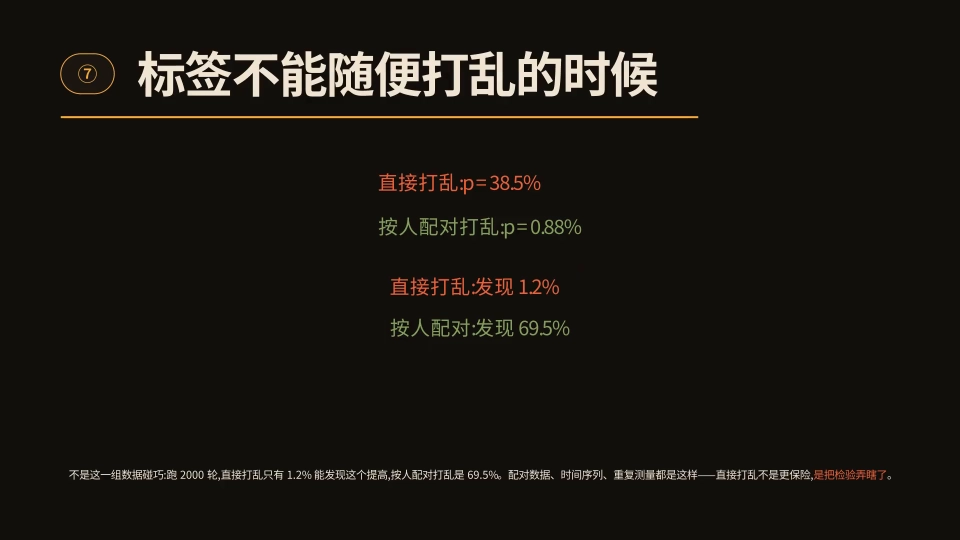 ⑦ 标签不能随便打乱的时候
直接打乱:p=38.5%
按人配对打乱:p=0.88%
直接打乱:发现 1.2%
按人配对:发现 69.5%
不是这一组数据碰巧:跑 2000 轮,直接打乱只有 1.2% 能发现这个提高,按人配对打乱是 69.5%。配对数据、时间序列、重复测量都是这样——直接打乱不是更保险,是把检验弄瞎了。